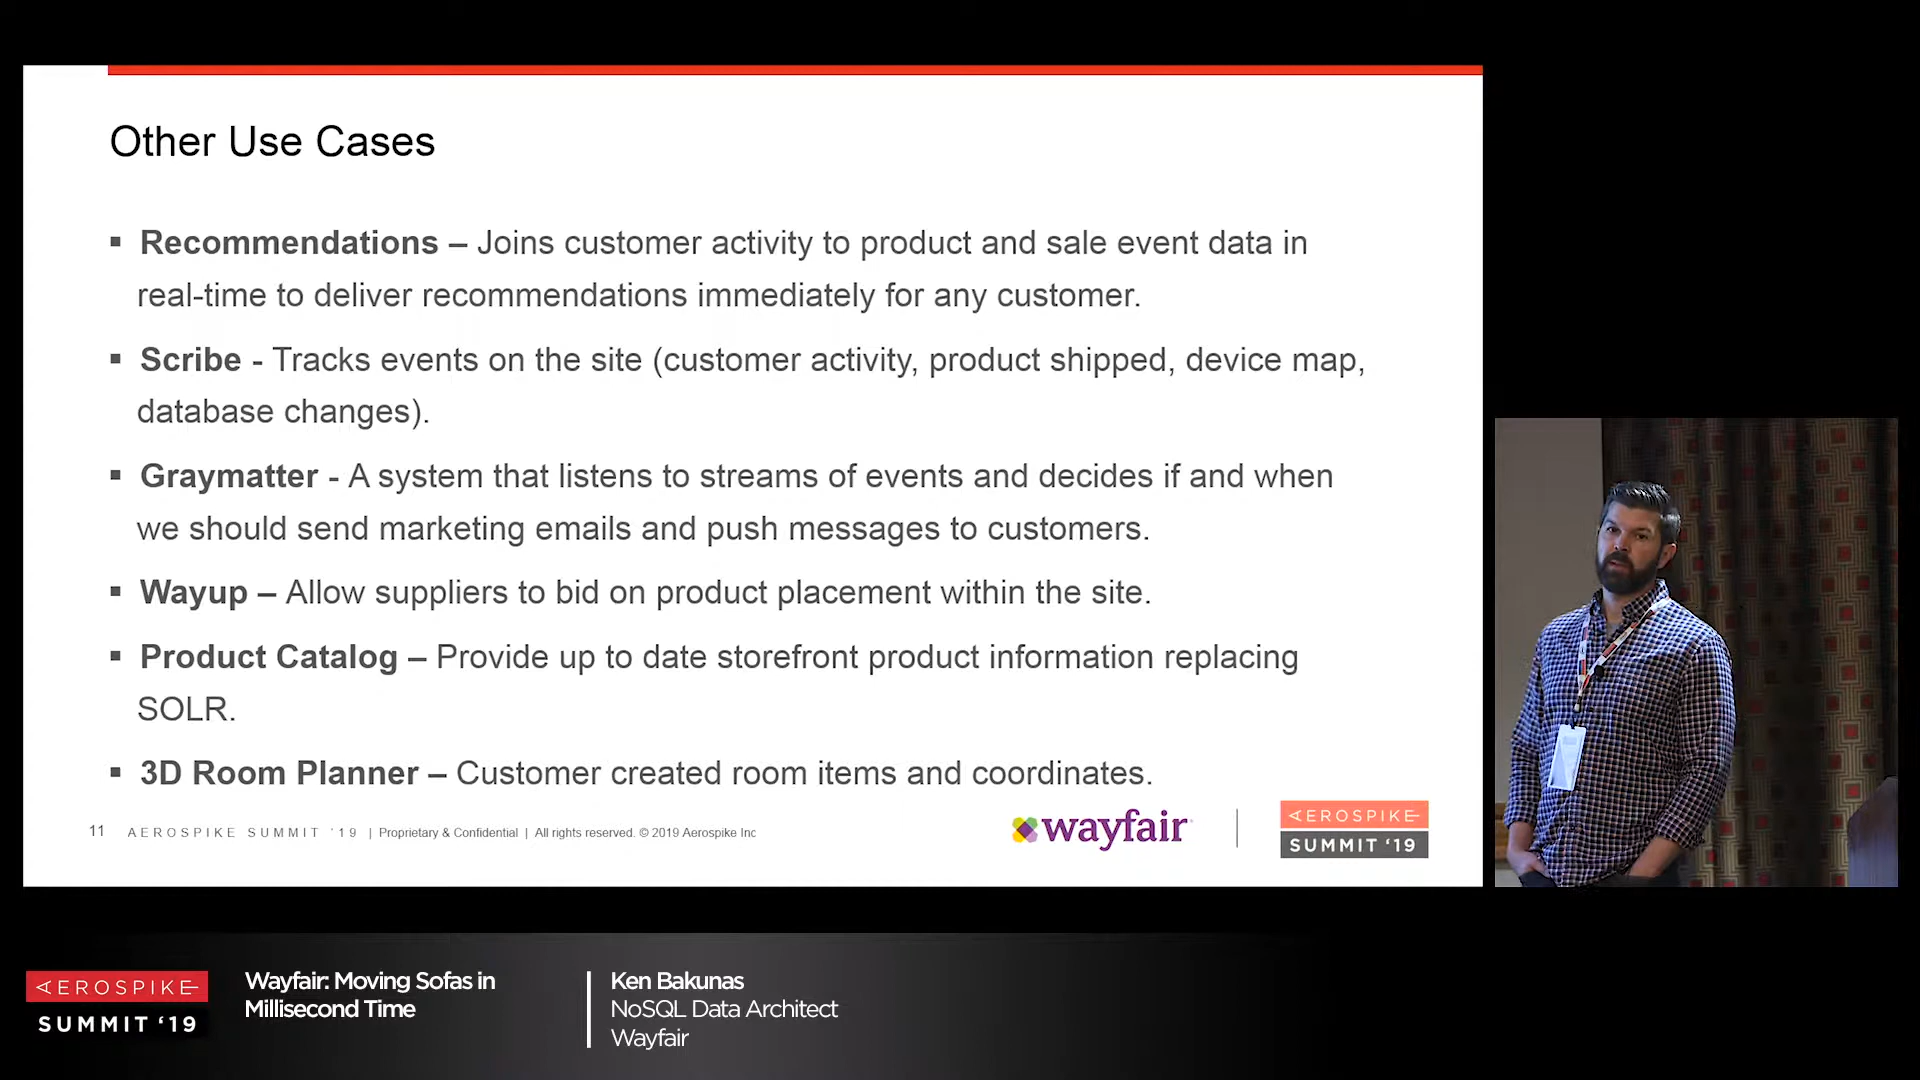 Other Use Cases
▪ Recommendations – Joins customer activity to product and sale event data in
real-time to deliver recommendations immediately for any customer.
▪ Scribe - Tracks events on the site (customer activity, product shipped, device map,
database changes).
▪ Graymatter - A system that listens to streams of events and decides if and when
we should send marketing emails and push messages to customers.
▪ Wayup – Allow suppliers to bid on product placement within the site.
▪ Product Catalog – Provide up to date storefront product information replacing
SOLR.
▪ 3D Room Planner – Customer created room items and coordinates.
11 AEROSPIKE SUMMIT '19 | Proprietary & Confidential | All rights reserved. © 2019 Aerospike Inc
wayfair
AEROSPIKE
SUMMIT '19
AEROSPIKE
SUMMIT '19
Wayfair: Moving Sofas in
Millisecond Time
Ken Bakunas
NoSQL Data Architect
Wayfair